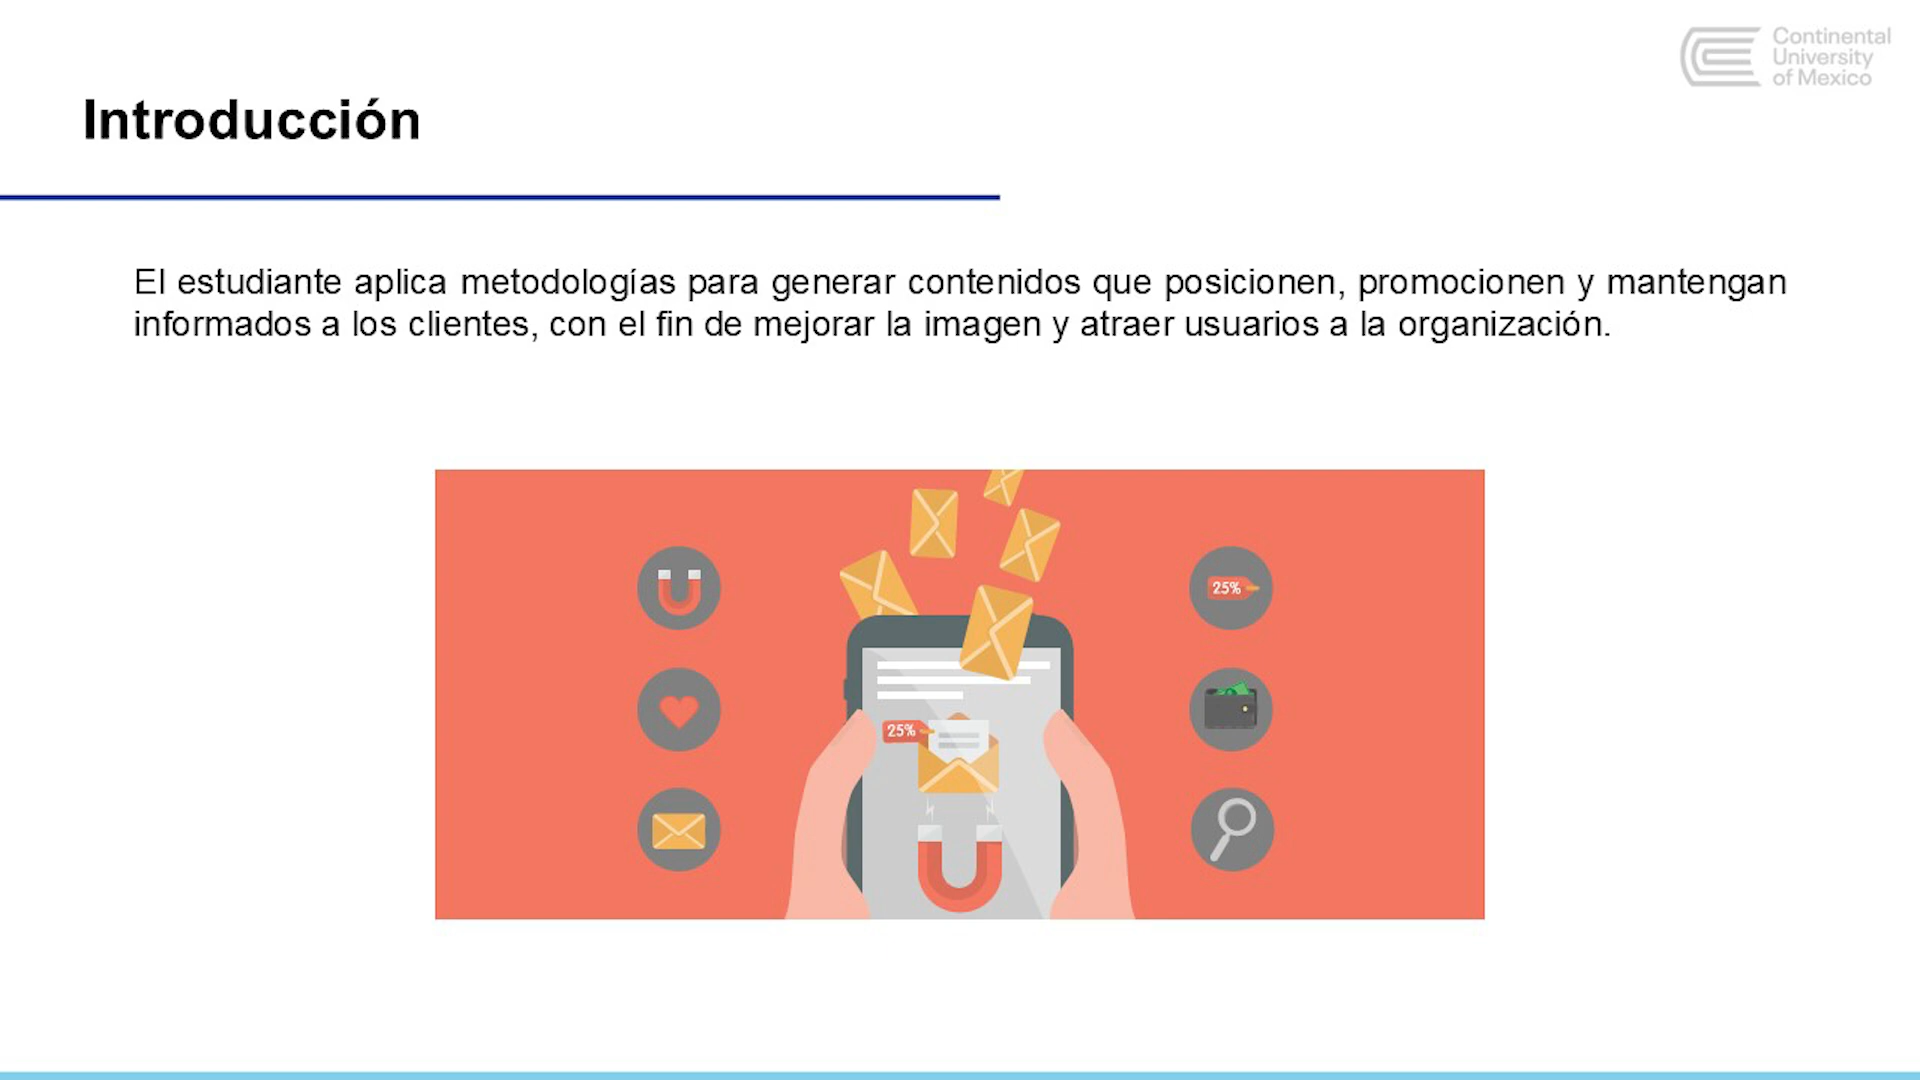 Continental
University
of Mexico
Introducción
El estudiante aplica metodologías para generar contenidos que posicionen, promocionen y mantengan
informados a los clientes, con el fin de mejorar la imagen y atraer usuarios a la organización.
25%
25%